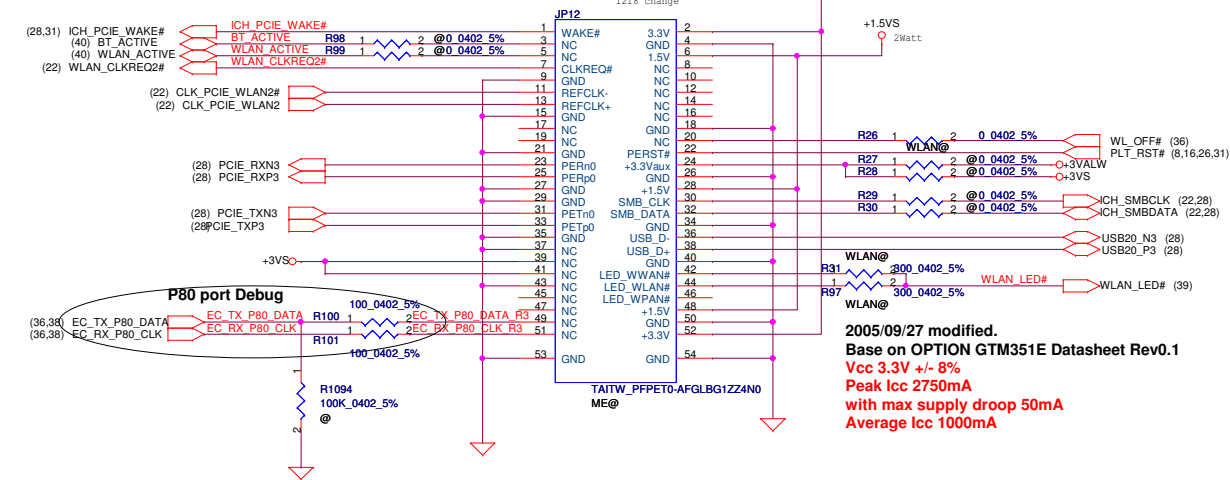 1218 change
JP12
+1.5VS
2Watt
(28,31) ICH_PCIE_WAKE# ICH_PCIE_WAKE# 1 WAKE# 3.3V 2
(40) BT_ACTIVE BT_ACTIVE R98 1 2 @0_0402_5% 3 NC GND 4
(40) WLAN_ACTIVE WLAN_ACTIVE R99 1 2 @0_0402_5% 5 NC 1.5V 6
(22) WLAN_CLKREQ2# WLAN_CLKREQ2# 7 CLKREQ# NC 8
9 GND NC 10
(22) CLK_PCIE_WLAN2# 11 REFCLK- NC 12
(22) CLK_PCIE_WLAN2 13 REFCLK+ NC 14
15 GND NC 16
17 NC GND 18
19 NC NC 20 R26 1 2 0_0402_5% WL_OFF# (36)
WLAN@
21 GND PERST# 22 PLT_RST# (8,16,26,31)
(28) PCIE_RXN3 23 PERn0 +3.3Vaux 24 R27 1 2 @0_0402_5% +3VALW
(28) PCIE_RXP3 25 PERp0 GND 26 R28 1 2 @0_0402_5% +3VS
27 GND +1.5V 28
29 GND SMB_CLK 30 R29 1 2 @0_0402_5% ICH_SMBCLK (22,28)
(28) PCIE_TXN3 31 PETn0 SMB_DATA 32 R30 1 2 @0_0402_5% ICH_SMBDATA (22,28)
(28) PCIE_TXP3 33 PETp0 GND 34
35 GND USB_D- 36 USB20_N3 (28)
37 NC USB_D+ 38 USB20_P3 (28)
+3VS 39 NC GND 40 WLAN@
41 NC LED_WWAN# 42 R31 1 2 300_0402_5%
43 GND LED_WLAN# 44 R97 1 2 300_0402_5% WLAN_LED# WLAN_LED# (39)
45 NC LED_WPAN# 46 WLAN@
47 NC +1.5V 48
P80 port Debug
100_0402_5%
(36,38) EC_TX_P80_DATA EC_TX_P80_DATA R100 1 2 EC_TX_P80_DATA_R3 49 NC GND 50
(36,38) EC_RX_P80_CLK EC_RX_P80_CLK R101 1 2 EC_RX_P80_CLK_R3 51 NC +3.3V 52
100_0402_5%
53 GND GND 54
1
R1094
100K_0402_5%
@
2
TAITW_PFPET0-AFGLBG1ZZ4N0
ME@
2005/09/27 modified.
Base on OPTION GTM351E Datasheet Rev0.1
Vcc 3.3V +/- 8%
Peak Icc 2750mA
with max supply droop 50mA
Average Icc 1000mA